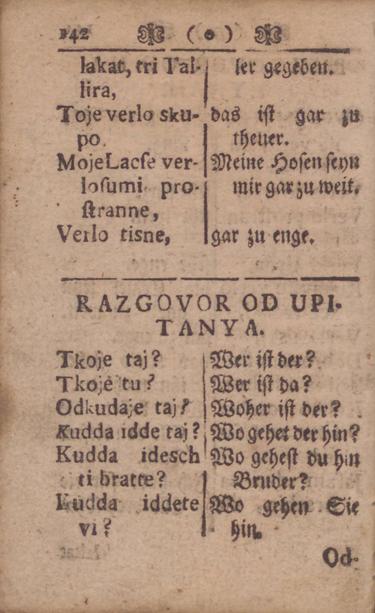 142 ( o )
lakat, tri Tal- ler gegeben.
lira,
Toje verlo sku- das ist gar zu
po. theuer.
Moje Lacse ver- Meine Hosen seyn
losumi pro- mir gar zu weit.
stranne,
Verlo tisne, gar zu enge.
RAZGOVOR OD UPI-
TANYA.
Tkoje taj? Wer ist der?
Tkoje tu? Wer ist da?
Odkudaje taj? Woher ist der?
Kudda idde taj? Wo gehet der hin?
Kudda idesch Wo gehest du hin
ti bratte? Bruder?
Kudda iddete Wo gehen Sie
vi? hin.
Od-